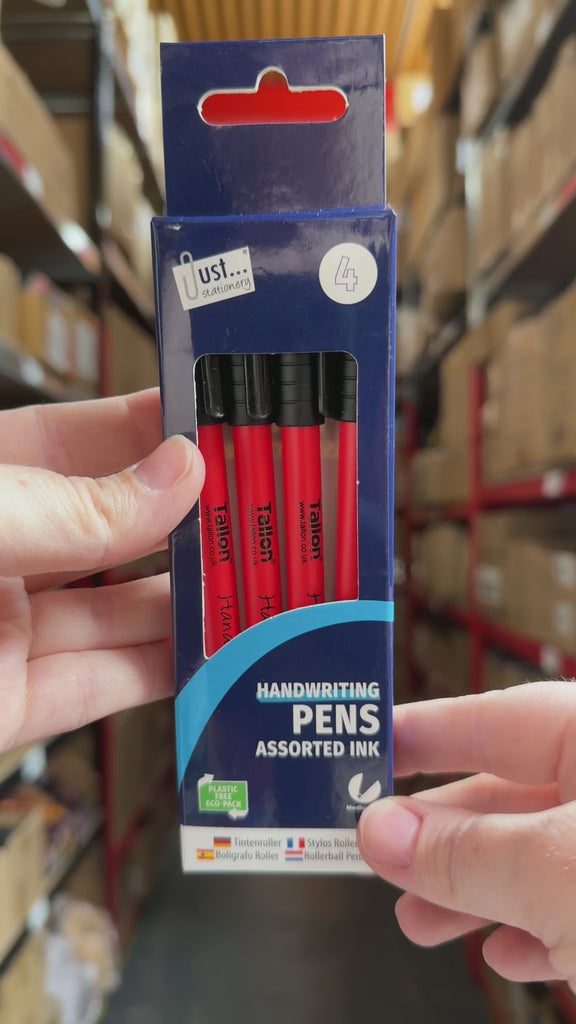 Just...
stationery
4
Tallon
www.tallon.co.uk
Tallon
www.tallon.co.uk
Tallon
www.tallon.co.uk
HANDWRITING
PENS
ASSORTED INK
PLASTIC
FREE
ECO-PACK
Tintenroller
Stylos Roller
Bolígrafo Roller
Rollerball Pen